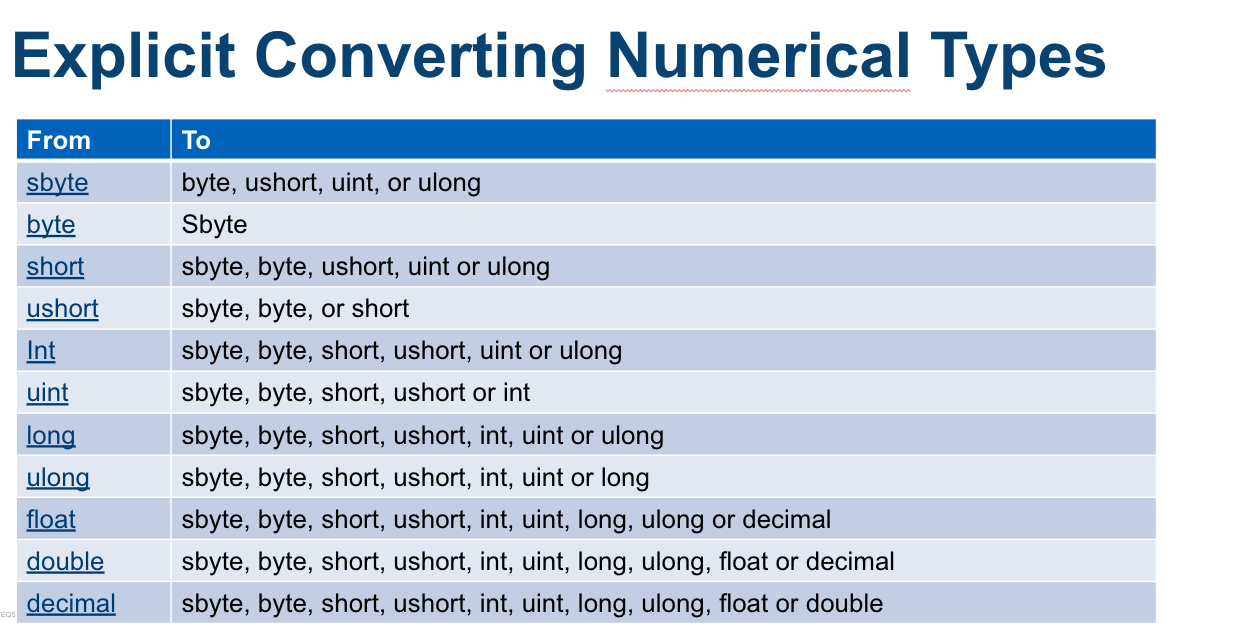 Explicit Converting Numerical Types
From To
sbyte byte, ushort, uint, or ulong
byte Sbyte
short sbyte, byte, ushort, uint or ulong
ushort sbyte, byte, or short
Int sbyte, byte, short, ushort, uint or ulong
uint sbyte, byte, short, ushort or int
long sbyte, byte, short, ushort, int, uint or ulong
ulong sbyte, byte, short, ushort, int, uint or long
float sbyte, byte, short, ushort, int, uint, long, ulong or decimal
double sbyte, byte, short, ushort, int, uint, long, ulong, float or decimal
decimal sbyte, byte, short, ushort, int, uint, long, ulong, float or double